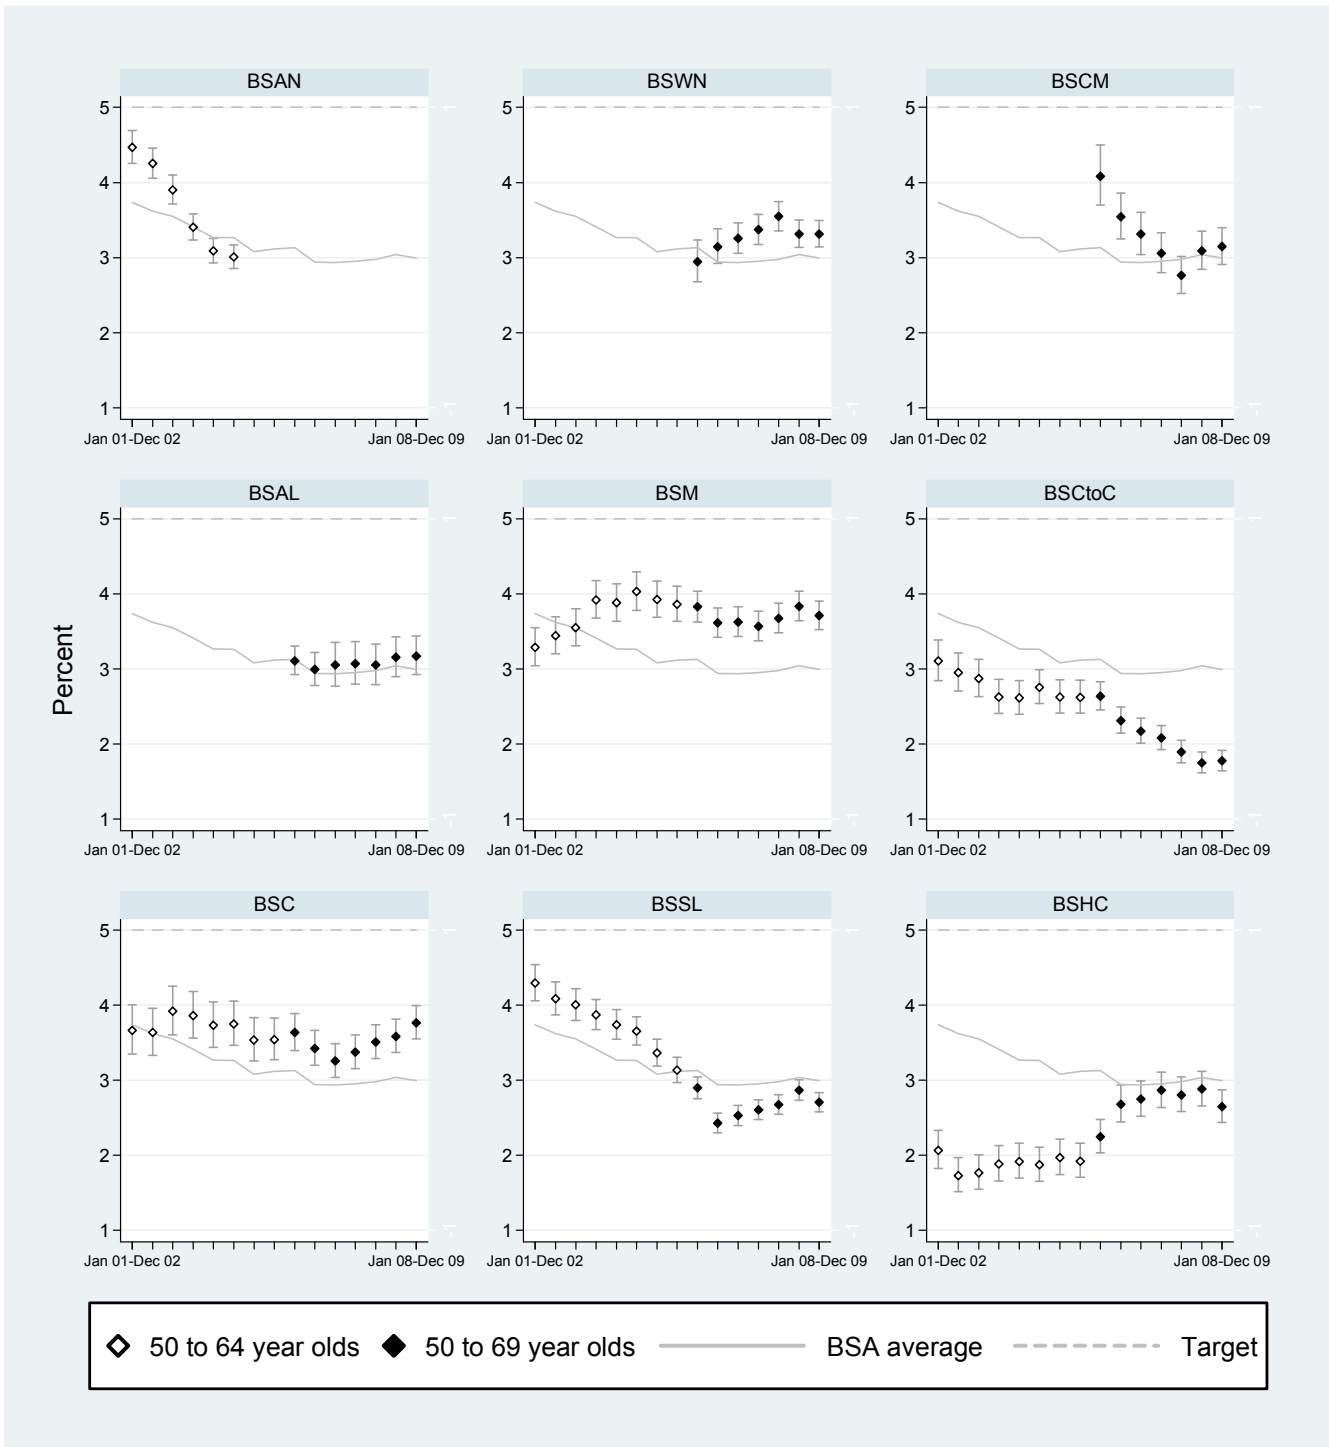 BSAN BSWN BSCM
5 5 5
4 4 4
3 3 3
2 2 2
1 1 1
Jan 01-Dec 02 Jan 08-Dec 09 Jan 01-Dec 02 Jan 08-Dec 09 Jan 01-Dec 02 Jan 08-Dec 09
BSAL BSM BSCtoC
5 5 5
4 4 4
3 3 3
Percent
2 2 2
1 1 1
Jan 01-Dec 02 Jan 08-Dec 09 Jan 01-Dec 02 Jan 08-Dec 09 Jan 01-Dec 02 Jan 08-Dec 09
BSC BSSL BSHC
5 5 5
4 4 4
3 3 3
2 2 2
1 1 1
Jan 01-Dec 02 Jan 08-Dec 09 Jan 01-Dec 02 Jan 08-Dec 09 Jan 01-Dec 02 Jan 08-Dec 09
50 to 64 year olds 50 to 69 year olds BSA average Target